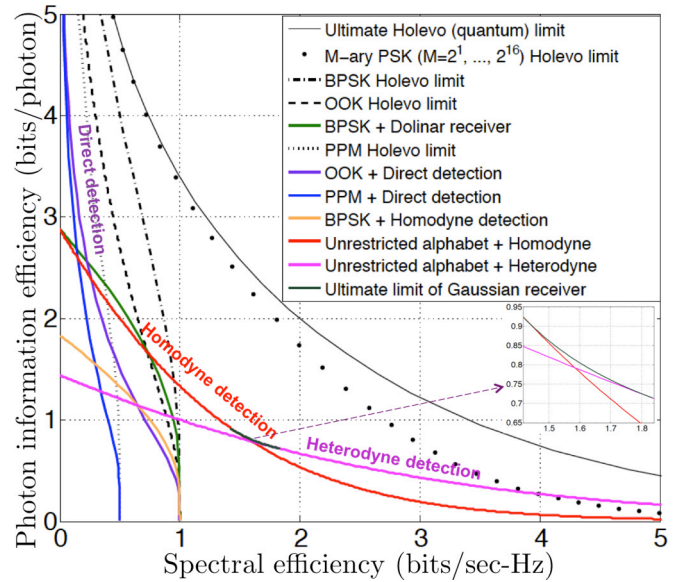 Photon information efficiency (bits/photon)
5
4
3
2
1
0
Ultimate Holevo (quantum) limit
M-ary PSK (M=2¹, ..., 2¹⁶) Holevo limit
BPSK Holevo limit
OOK Holevo limit
BPSK + Dolinar receiver
PPM Holevo limit
OOK + Direct detection
PPM + Direct detection
BPSK + Homodyne detection
Unrestricted alphabet + Homodyne
Unrestricted alphabet + Heterodyne
Ultimate limit of Gaussian receiver
Direct detection
Homodyne detection
Heterodyne detection
0.95
0.9
0.85
0.8
0.75
0.7
0.65
1.5 1.6 1.7 1.8
0 1 2 3 4 5
Spectral efficiency (bits/sec-Hz)